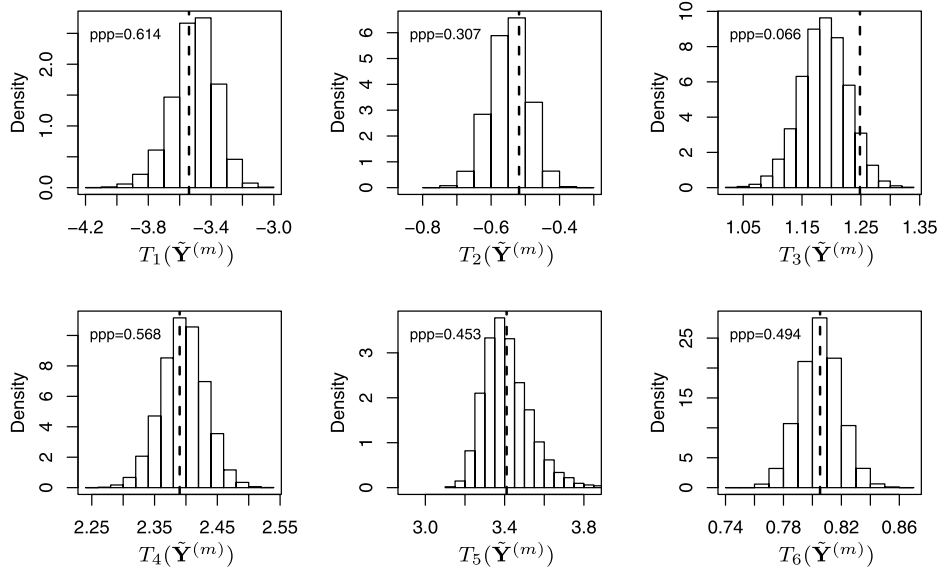 ppp=0.614
Density
0.0 1.0 2.0
−4.2 −3.8 −3.4 −3.0
T₁(Ỹ⁽ᵐ⁾)
ppp=0.307
Density
0 1 2 3 4 5 6
−0.8 −0.6 −0.4
T₂(Ỹ⁽ᵐ⁾)
ppp=0.066
Density
0 2 4 6 8 10
1.05 1.15 1.25 1.35
T₃(Ỹ⁽ᵐ⁾)
ppp=0.568
Density
0 2 4 6 8
2.25 2.35 2.45 2.55
T₄(Ỹ⁽ᵐ⁾)
ppp=0.453
Density
0 1 2 3
3.0 3.4 3.8
T₅(Ỹ⁽ᵐ⁾)
ppp=0.494
Density
0 5 15 25
0.74 0.78 0.82 0.86
T₆(Ỹ⁽ᵐ⁾)